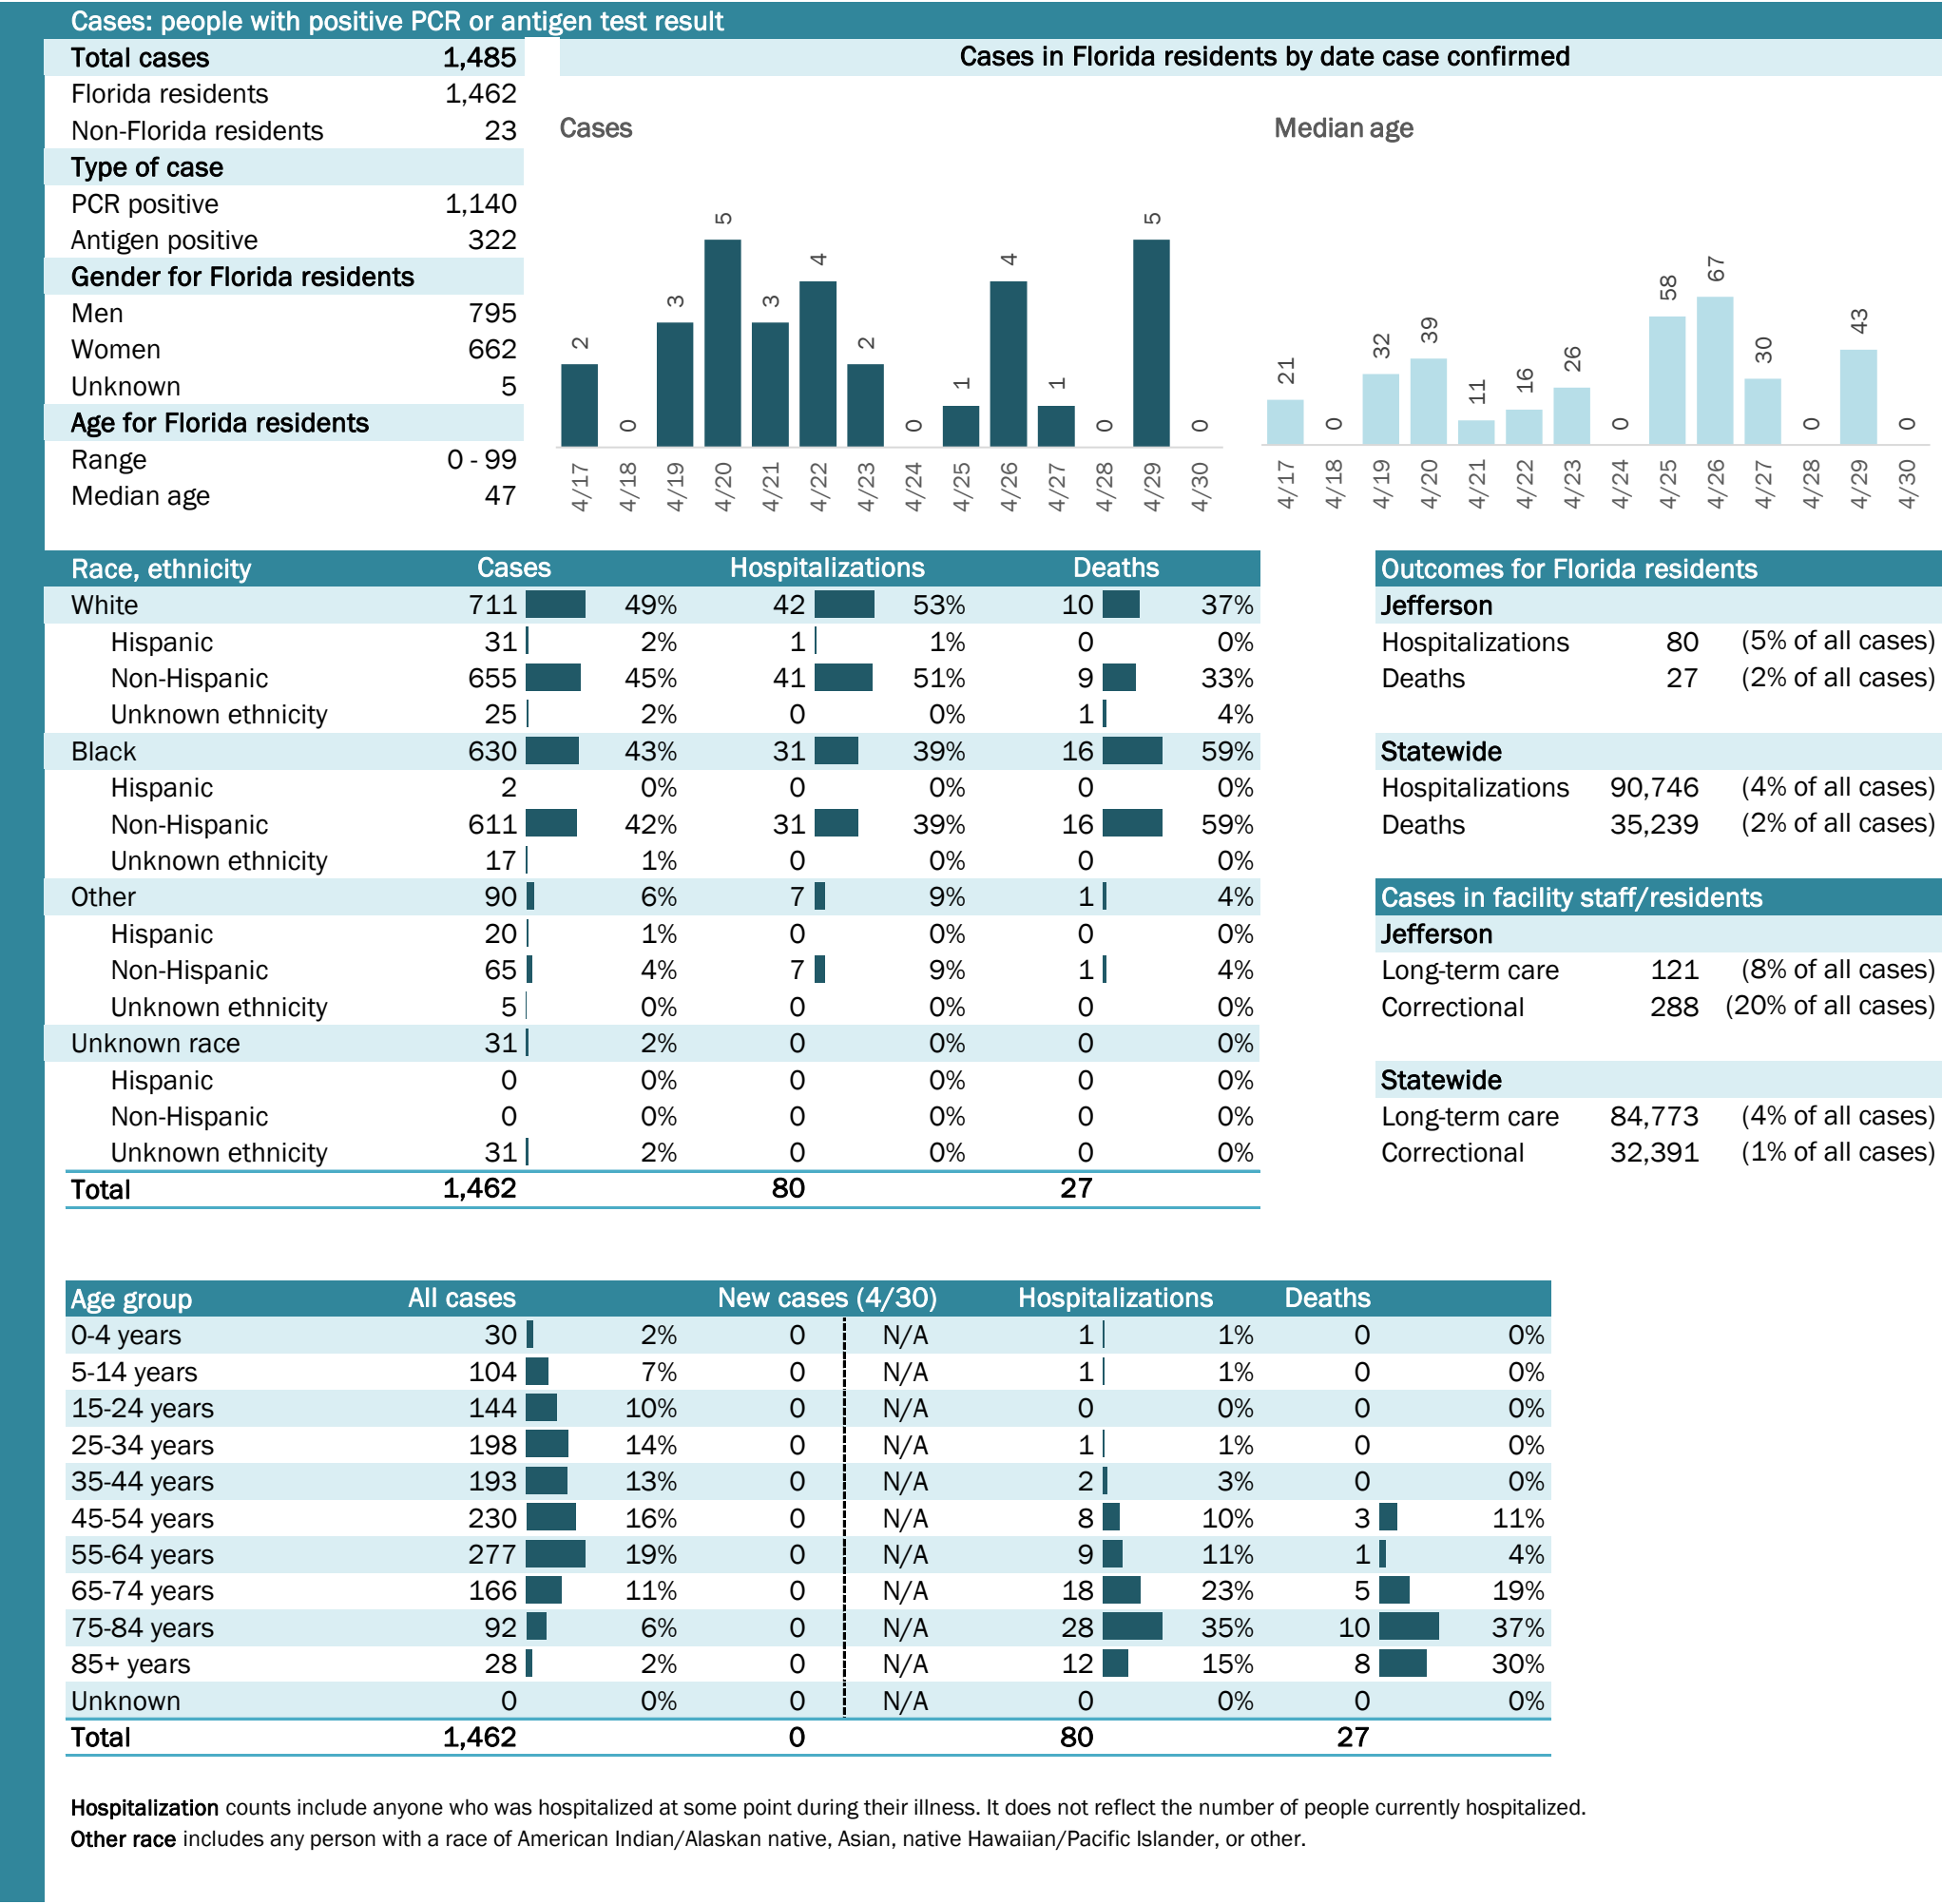 Cases: people with positive PCR or antigen test result
Total cases 1,485
Florida residents 1,462
Non-Florida residents 23
Type of case
PCR positive 1,140
Antigen positive 322
Gender for Florida residents
Men 795
Women 662
Unknown 5
Age for Florida residents
Range 0 - 99
Median age 47
Cases in Florida residents by date case confirmed
Cases
2 0 3 5 3 4 2 0 1 4 1 0 5 0
4/17 4/18 4/19 4/20 4/21 4/22 4/23 4/24 4/25 4/26 4/27 4/28 4/29 4/30
Median age
21 0 32 39 11 16 26 0 58 67 30 0 43 0
4/17 4/18 4/19 4/20 4/21 4/22 4/23 4/24 4/25 4/26 4/27 4/28 4/29 4/30
Race, ethnicity Cases Hospitalizations Deaths
White 711 49% 42 53% 10 37%
Hispanic 31 2% 1 1% 0 0%
Non-Hispanic 655 45% 41 51% 9 33%
Unknown ethnicity 25 2% 0 0% 1 4%
Black 630 43% 31 39% 16 59%
Hispanic 2 0% 0 0% 0 0%
Non-Hispanic 611 42% 31 39% 16 59%
Unknown ethnicity 17 1% 0 0% 0 0%
Other 90 6% 7 9% 1 4%
Hispanic 20 1% 0 0% 0 0%
Non-Hispanic 65 4% 7 9% 1 4%
Unknown ethnicity 5 0% 0 0% 0 0%
Unknown race 31 2% 0 0% 0 0%
Hispanic 0 0% 0 0% 0 0%
Non-Hispanic 0 0% 0 0% 0 0%
Unknown ethnicity 31 2% 0 0% 0 0%
Total 1,462 80 27
Outcomes for Florida residents
Jefferson
Hospitalizations 80 (5% of all cases)
Deaths 27 (2% of all cases)
Statewide
Hospitalizations 90,746 (4% of all cases)
Deaths 35,239 (2% of all cases)
Cases in facility staff/residents
Jefferson
Long-term care 121 (8% of all cases)
Correctional 288 (20% of all cases)
Statewide
Long-term care 84,773 (4% of all cases)
Correctional 32,391 (1% of all cases)
Age group All cases New cases (4/30) Hospitalizations Deaths
0-4 years 30 2% 0 N/A 1 1% 0 0%
5-14 years 104 7% 0 N/A 1 1% 0 0%
15-24 years 144 10% 0 N/A 0 0% 0 0%
25-34 years 198 14% 0 N/A 1 1% 0 0%
35-44 years 193 13% 0 N/A 2 3% 0 0%
45-54 years 230 16% 0 N/A 8 10% 3 11%
55-64 years 277 19% 0 N/A 9 11% 1 4%
65-74 years 166 11% 0 N/A 18 23% 5 19%
75-84 years 92 6% 0 N/A 28 35% 10 37%
85+ years 28 2% 0 N/A 12 15% 8 30%
Unknown 0 0% 0 N/A 0 0% 0 0%
Total 1,462 0 80 27
Hospitalization counts include anyone who was hospitalized at some point during their illness. It does not reflect the number of people currently hospitalized.
Other race includes any person with a race of American Indian/Alaskan native, Asian, native Hawaiian/Pacific Islander, or other.